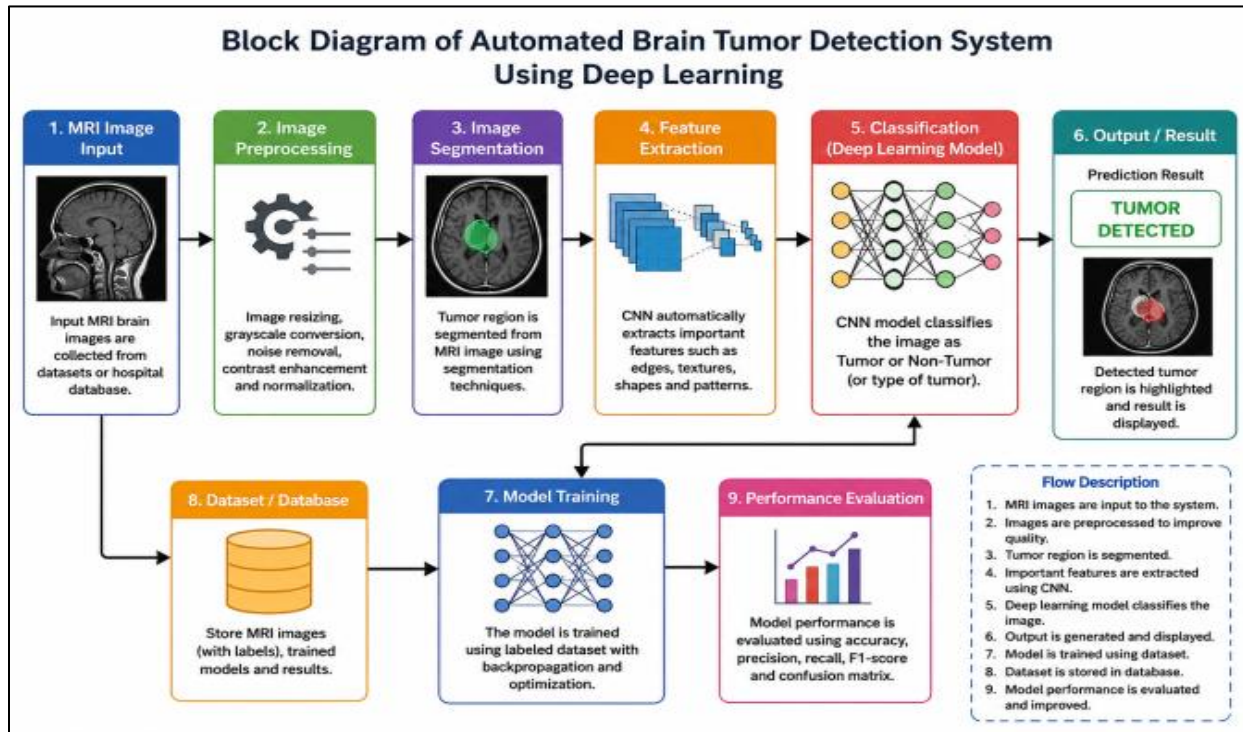 Block Diagram of Automated Brain Tumor Detection System
Using Deep Learning
1. MRI Image
Input
Input MRI brain
images are
collected from
datasets or hospital
database.
2. Image
Preprocessing
Image resizing,
grayscale conversion,
noise removal,
contrast enhancement
and normalization.
3. Image
Segmentation
Tumor region is
segmented from
MRI image using
segmentation
techniques.
4. Feature
Extraction
CNN automatically
extracts important
features such as
edges, textures,
shapes and patterns.
5. Classification
(Deep Learning Model)
CNN model classifies
the image as
Tumor or Non-Tumor
(or type of tumor).
6. Output / Result
Prediction Result
TUMOR
DETECTED
Detected tumor
region is highlighted
and result is
displayed.
8. Dataset / Database
Store MRI images
(with labels), trained
models and results.
7. Model Training
The model is trained
using labeled dataset with
backpropagation and
optimization.
9. Performance Evaluation
Model performance is
evaluated using accuracy,
precision, recall, F1-score
and confusion matrix.
Flow Description
1. MRI images are input to the system.
2. Images are preprocessed to improve
quality.
3. Tumor region is segmented.
4. Important features are extracted
using CNN.
5. Deep learning model classifies the
image.
6. Output is generated and displayed.
7. Model is trained using dataset.
8. Dataset is stored in database.
9. Model performance is evaluated
and improved.